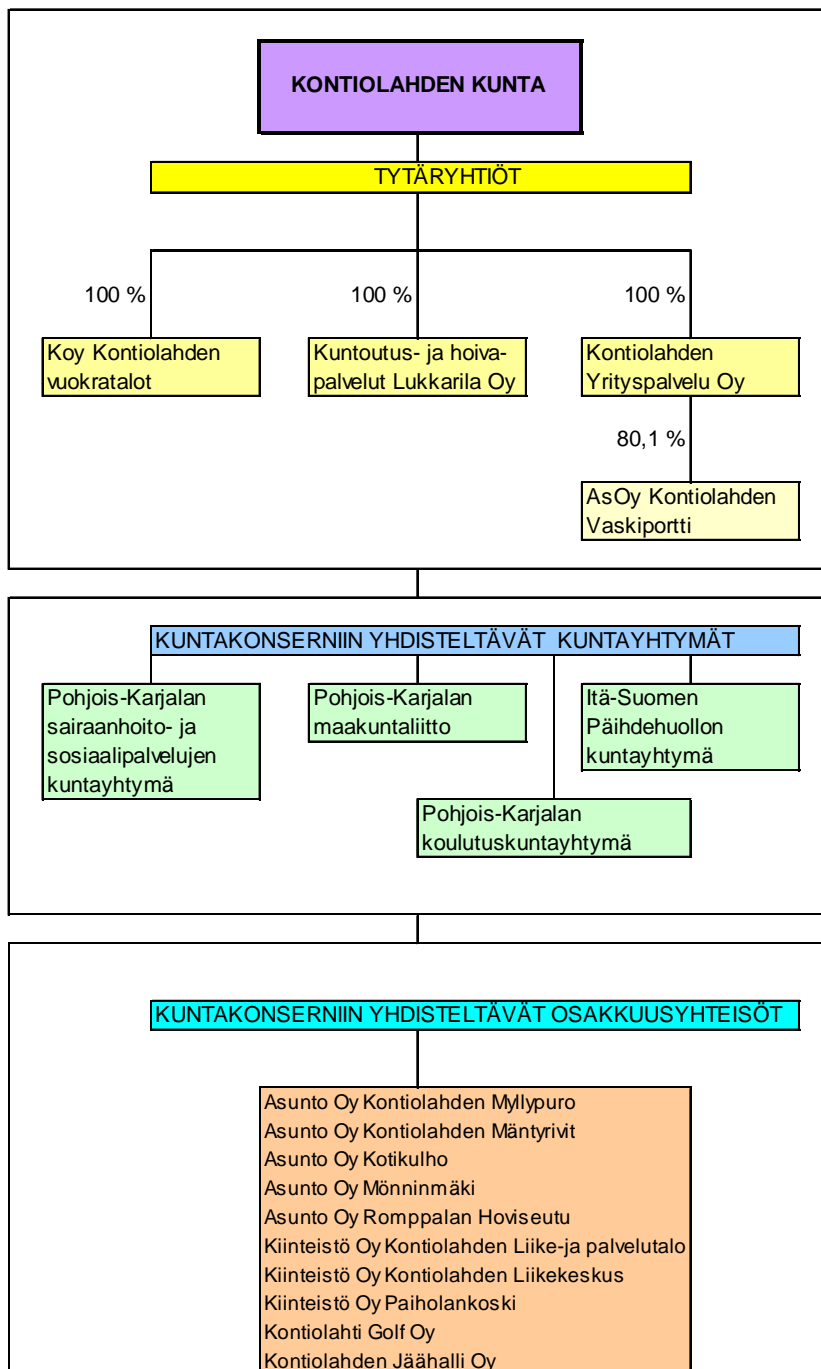 KONTIOLAHDEN KUNTA
TYTÄRYHTIÖT
100 %
100 %
100 %
Koy Kontiolahden
vuokratalot
Kuntoutus- ja hoiva-
palvelut Lukkarila Oy
Kontiolahden
Yrityspalvelu Oy
80,1 %
AsOy Kontiolahden
Vaskiportti
KUNTAKONSERNIIN YHDISTELTÄVÄT KUNTAYHTYMÄT
Pohjois-Karjalan
sairaanhoito- ja
sosiaalipalvelujen
kuntayhtymä
Pohjois-Karjalan
maakuntaliitto
Itä-Suomen
Päihdehuollon
kuntayhtymä
Pohjois-Karjalan
koulutuskuntayhtymä
KUNTAKONSERNIIN YHDISTELTÄVÄT OSAKKUUSYHTEISÖT
Asunto Oy Kontiolahden Myllypuro
Asunto Oy Kontiolahden Mäntyrivit
Asunto Oy Kotikulho
Asunto Oy Mönninmäki
Asunto Oy Romppalan Hoviseutu
Kiinteistö Oy Kontiolahden Liike-ja palvelutalo
Kiinteistö Oy Kontiolahden Liikekeskus
Kiinteistö Oy Paiholankoski
Kontiolahti Golf Oy
Kontiolahden Jäähalli Oy